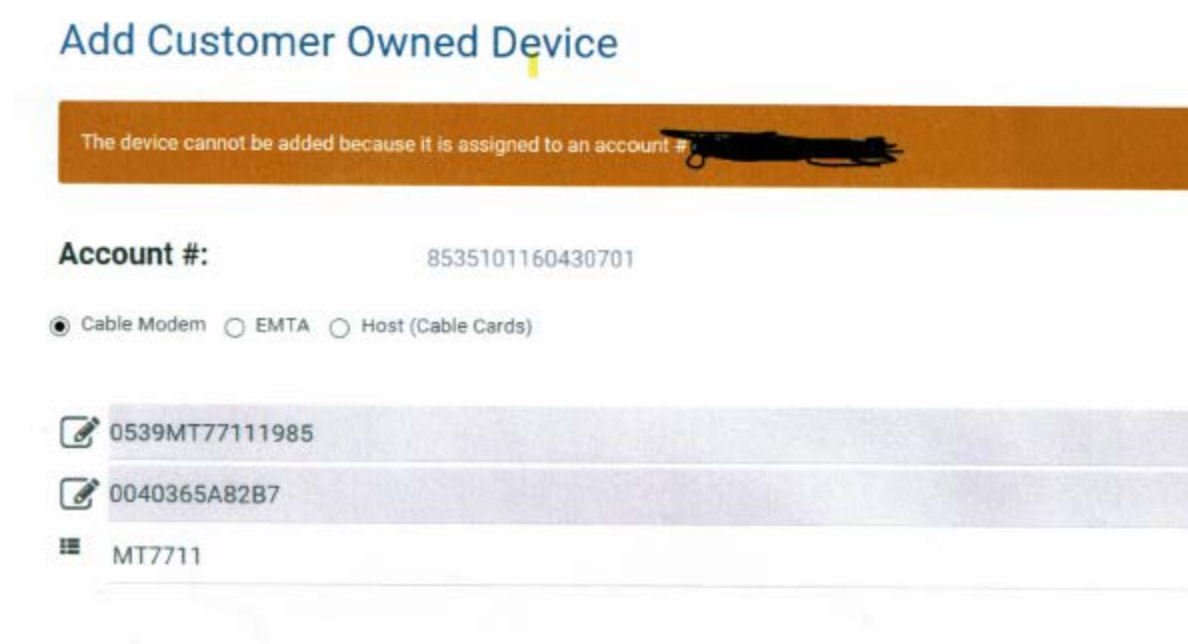 Add Customer Owned Device
The device cannot be added because it is assigned to an account #
Account #: 8535101160430701
Cable Modem EMTA Host (Cable Cards)
0539MT77111985
0040365A82B7
MT7711